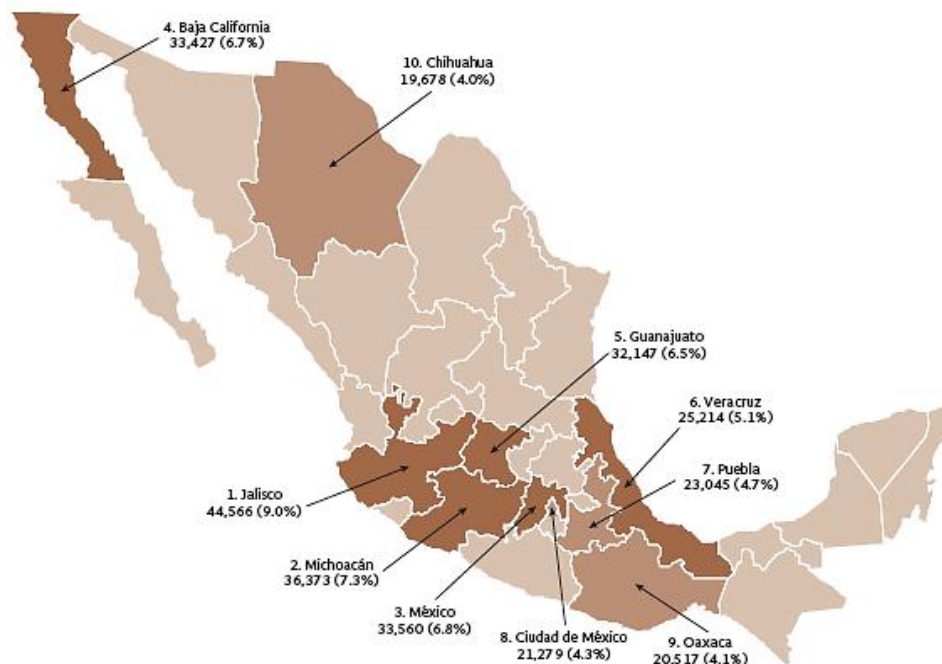 4. Baja California
33,427 (6.7%)
10. Chihuahua
19,678 (4.0%)
5. Guanajuato
32,147 (6.5%)
6. Veracruz
25,214 (5.1%)
7. Puebla
23,045 (4.7%)
1. Jalisco
44,566 (9.0%)
2. Michoacán
36,373 (7.3%)
3. México
33,560 (6.8%)
8. Ciudad de México
21,279 (4.3%)
9. Oaxaca
20,517 (4.1%)